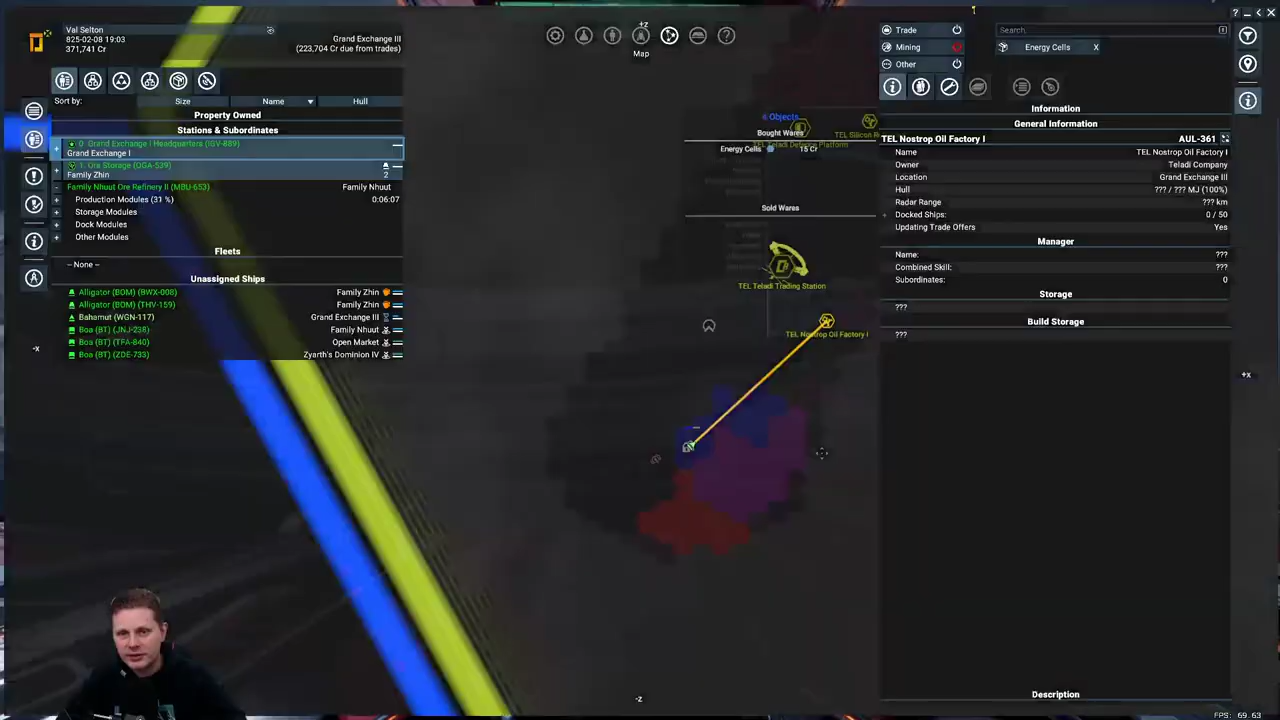 Val Selton
825-02-08 19:03
371,741 Cr
Grand Exchange III
(223,704 Cr due from trades)
Sort by:
Size
Name
Hull
Property Owned
Stations & Subordinates
0. Grand Exchange I Headquarters (IGV-889)
Grand Exchange I
1. Ore Storage (OGA-539)
Family Zhin
2
Family Nhuut Ore Refinery II (MBU-653)
Family Nhuut
Production Modules (31 %)
0:06:07
Storage Modules
Dock Modules
Other Modules
Fleets
-- None --
Unassigned Ships
Alligator (BOM) (BWX-008)
Family Zhin
Alligator (BOM) (THV-159)
Family Zhin
Bahamut (WGN-117)
Grand Exchange III
Boa (BT) (JNJ-238)
Family Nhuut
Boa (BT) (TFA-840)
Open Market
Boa (BT) (ZDE-733)
Zyarth's Dominion IV
+Z
Map
-X
+X
-Z
4 Objects
Bought Wares
TEL Teladi Defence Platform
Energy Cells
15 Cr
Sold Wares
TEL Teladi Trading Station
TEL Nostrop Oil Factory I
Trade
Mining
Other
Search...
Energy Cells
X
Information
General Information
TEL Nostrop Oil Factory I
AUL-361
Name
TEL Nostrop Oil Factory I
Owner
Teladi Company
Location
Grand Exchange III
Hull
??? / ??? MJ (100%)
Radar Range
??? km
Docked Ships:
0 / 50
Updating Trade Offers
Yes
Manager
Name:
???
Combined Skill:
???
Subordinates:
0
Storage
???
Build Storage
???
Description
FPS: 69.63